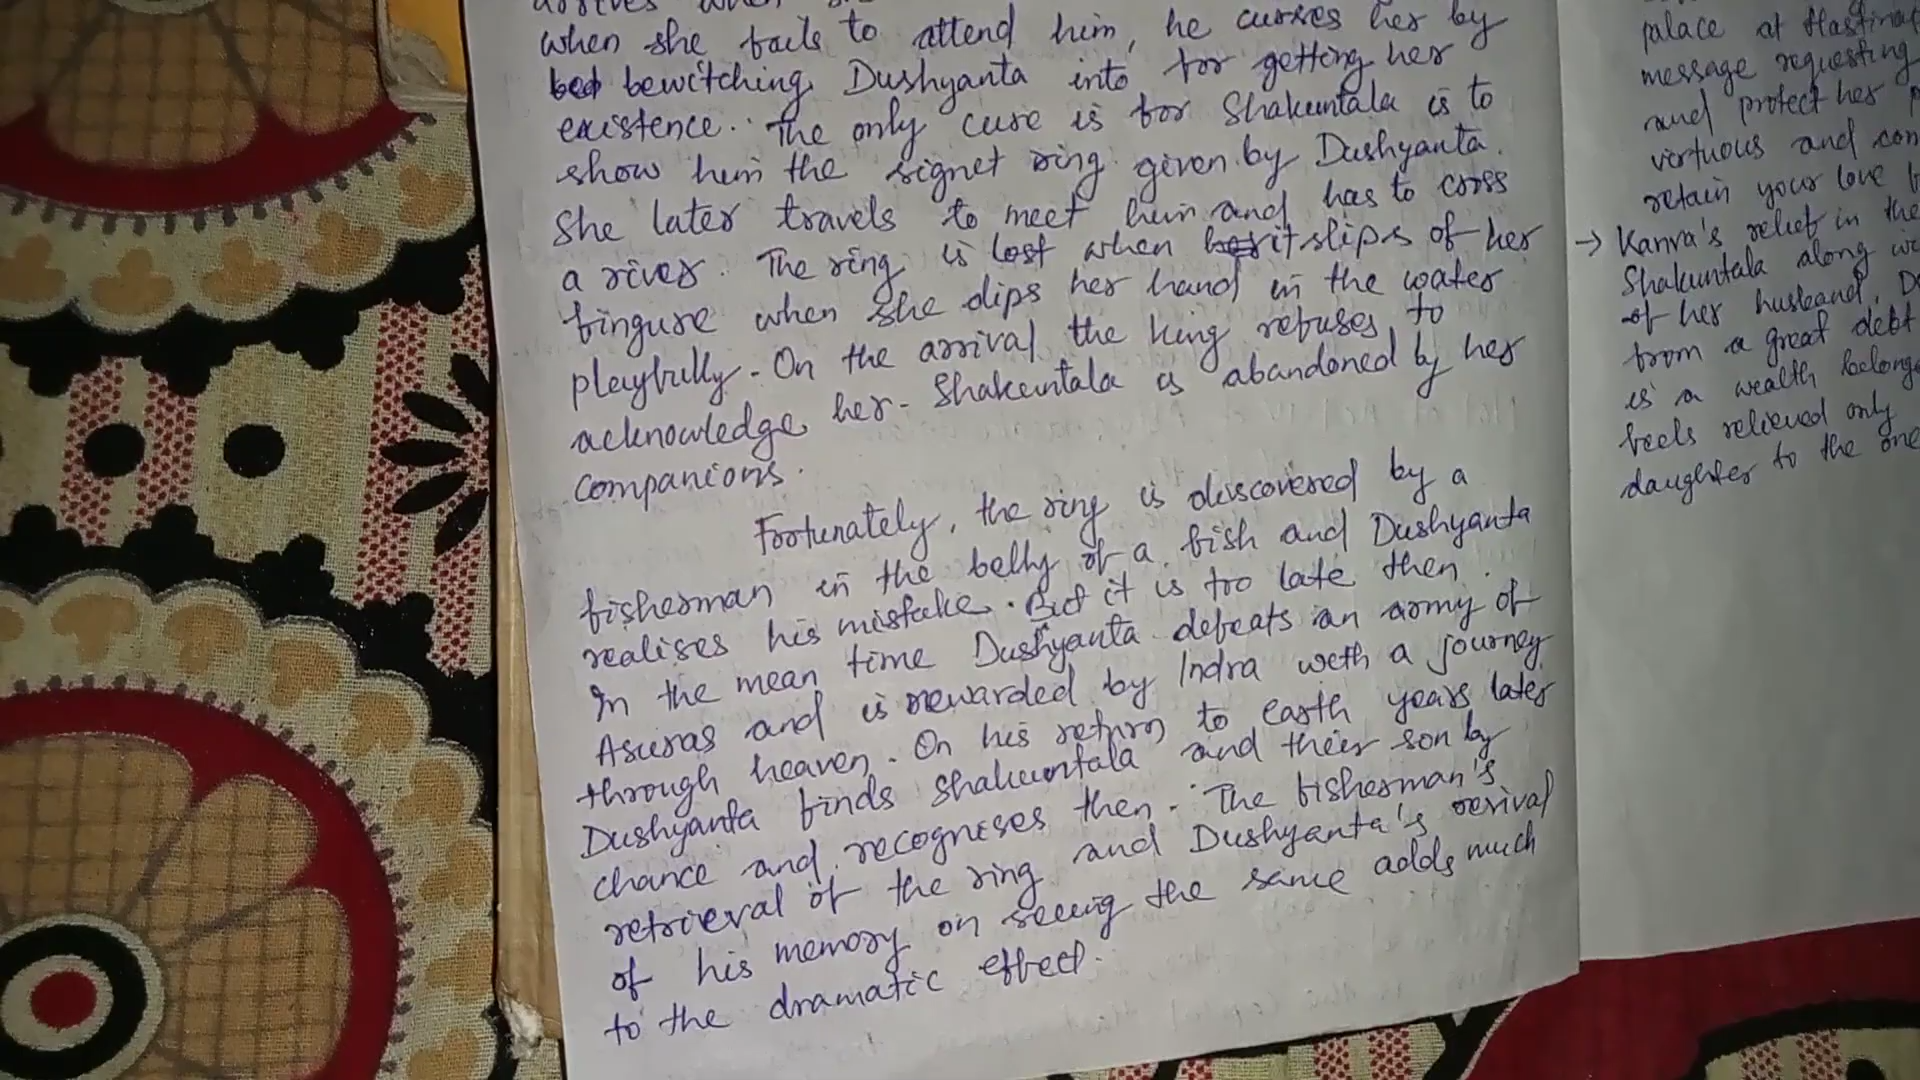 when she fails to attend him, he curses her by
bewitching Dushyanta into for getting her
existence. The only cure is for Shakuntala is to
show him the signet ring given by Dushyanta.
She later travels to meet him and has to cross
a river. The ring is lost when it slips of her
fingure when she dips her hand in the water
playfully. On the arrival the king refuses to
acknowledge her. Shakuntala is abandoned by her
companions.
Fortunately, the ring is discovered by a
fisherman in the belly of a fish and Dushyanta
realises his mistake. But it is too late then.
In the mean time Dushyanta defeats an army of
Asuras and is rewarded by Indra with a journey
through heaven. On his return to earth years later
Dushyanta finds Shakuntala and their son by
chance and recognises then. The fisherman's
retrieval of the ring and Dushyanta's revival
of his memory on seeing the same adds much
to the dramatic effect.
palace at
message requesting
and protect her
virtuous and
retain your love
→ Kanva's relief in the
Shakuntala along
of her husband.
from a great debt
is a wealth
feels relieved only
daughter to the one